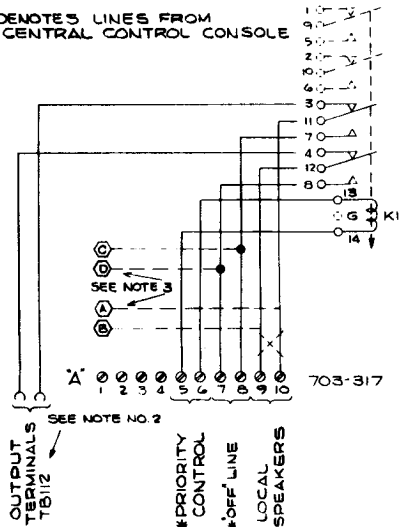 DENOTES LINES FROM
CENTRAL CONTROL CONSOLE
1
9
5
2
10
6
3
11
7
4
12
8
13
G K1
14
C
D
SEE NOTE 3
A
B
"A" 1 2 3 4 5 6 7 8 9 10 703-317
SEE NOTE NO.2
OUTPUT
TERMINALS
TB112
*PRIORITY
CONTROL
*"OFF" LINE
LOCAL
SPEAKERS